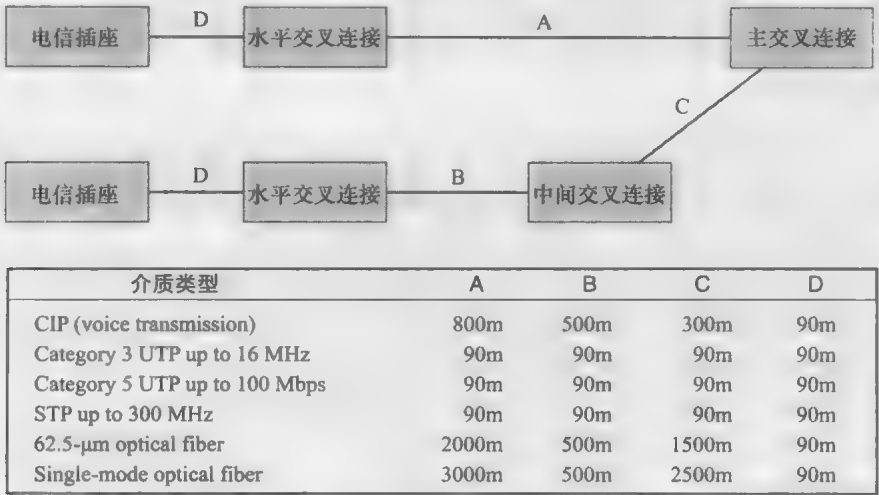 D
A
电信插座 水平交叉连接 主交叉连接
C
D
B
电信插座 水平交叉连接 中间交叉连接
介质类型 A B C D
CIP (voice transmission) 800m 500m 300m 90m
Category 3 UTP up to 16 MHz 90m 90m 90m 90m
Category 5 UTP up to 100 Mbps 90m 90m 90m 90m
STP up to 300 MHz 90m 90m 90m 90m
62.5-μm optical fiber 2000m 500m 1500m 90m
Single-mode optical fiber 3000m 500m 2500m 90m